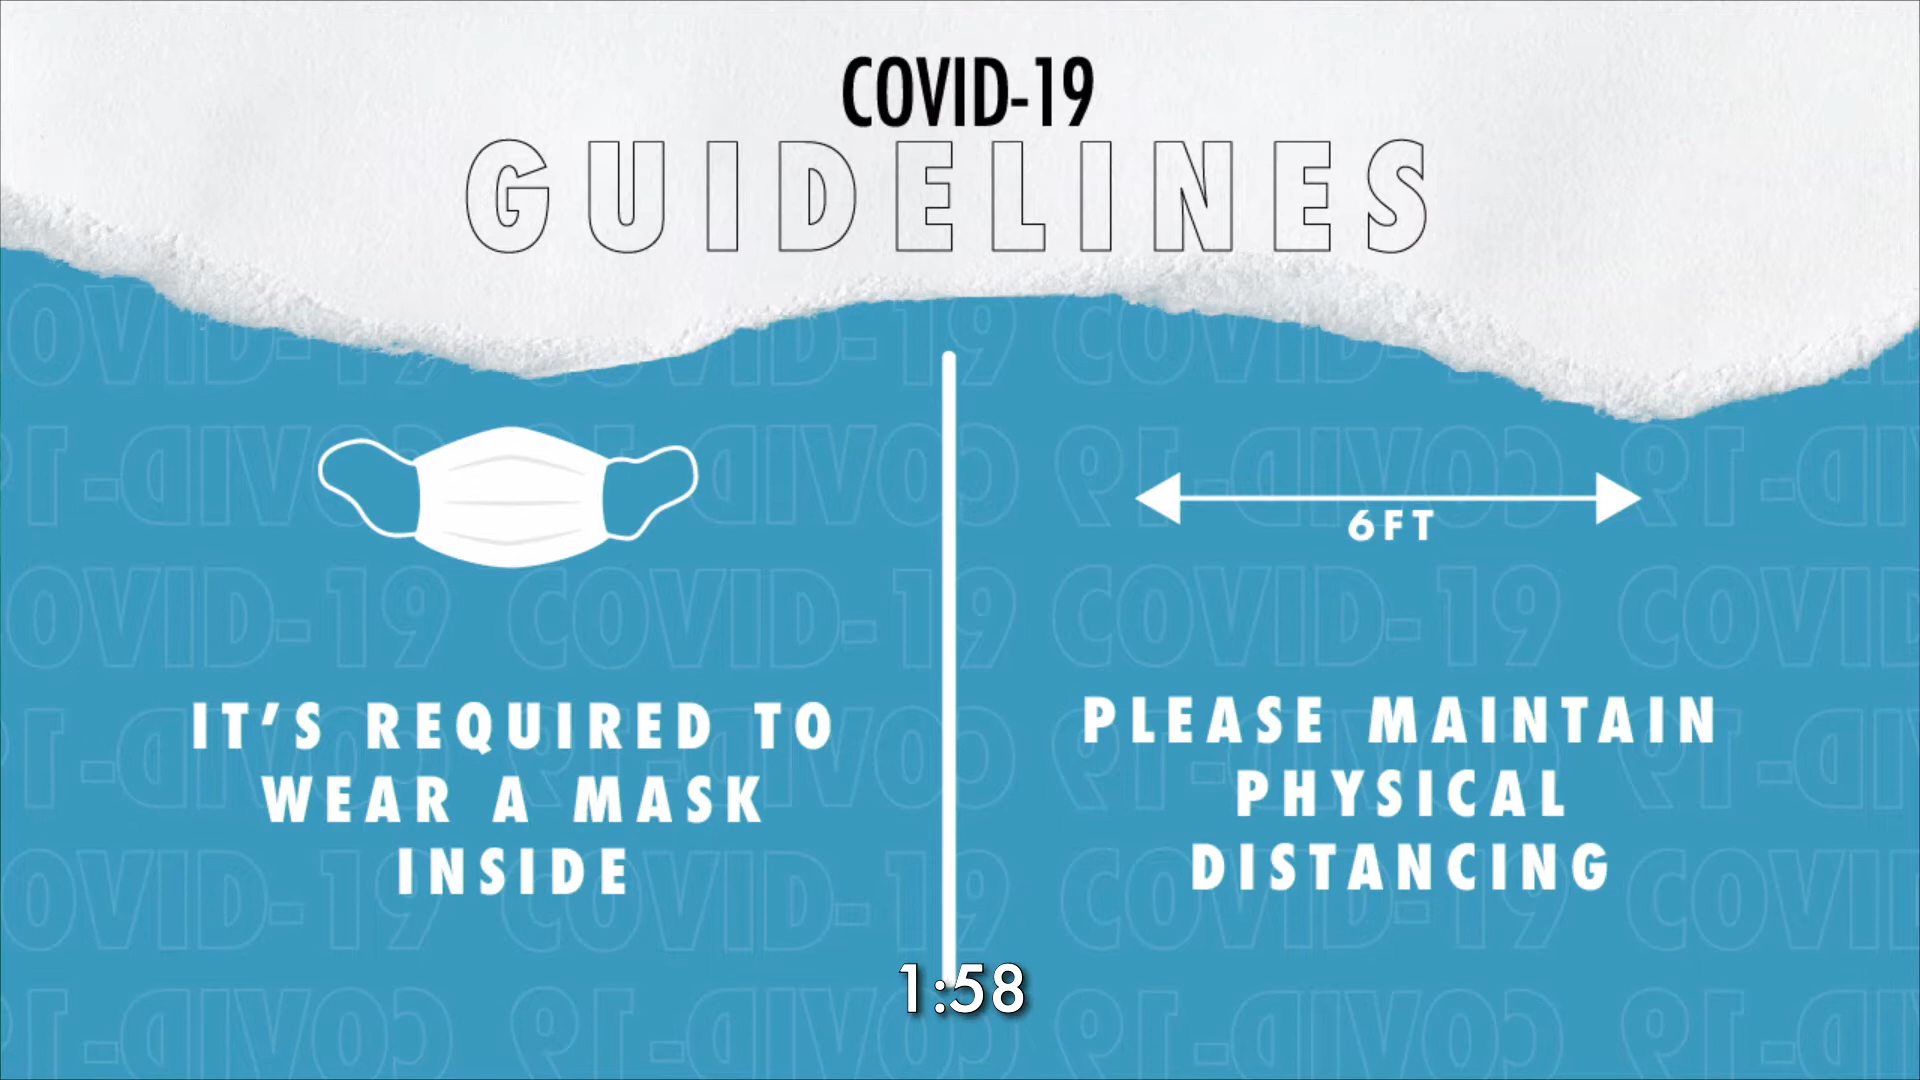 COVID-19
GUIDELINES
IT'S REQUIRED TO
WEAR A MASK
INSIDE
6FT
PLEASE MAINTAIN
PHYSICAL
DISTANCING
1:58